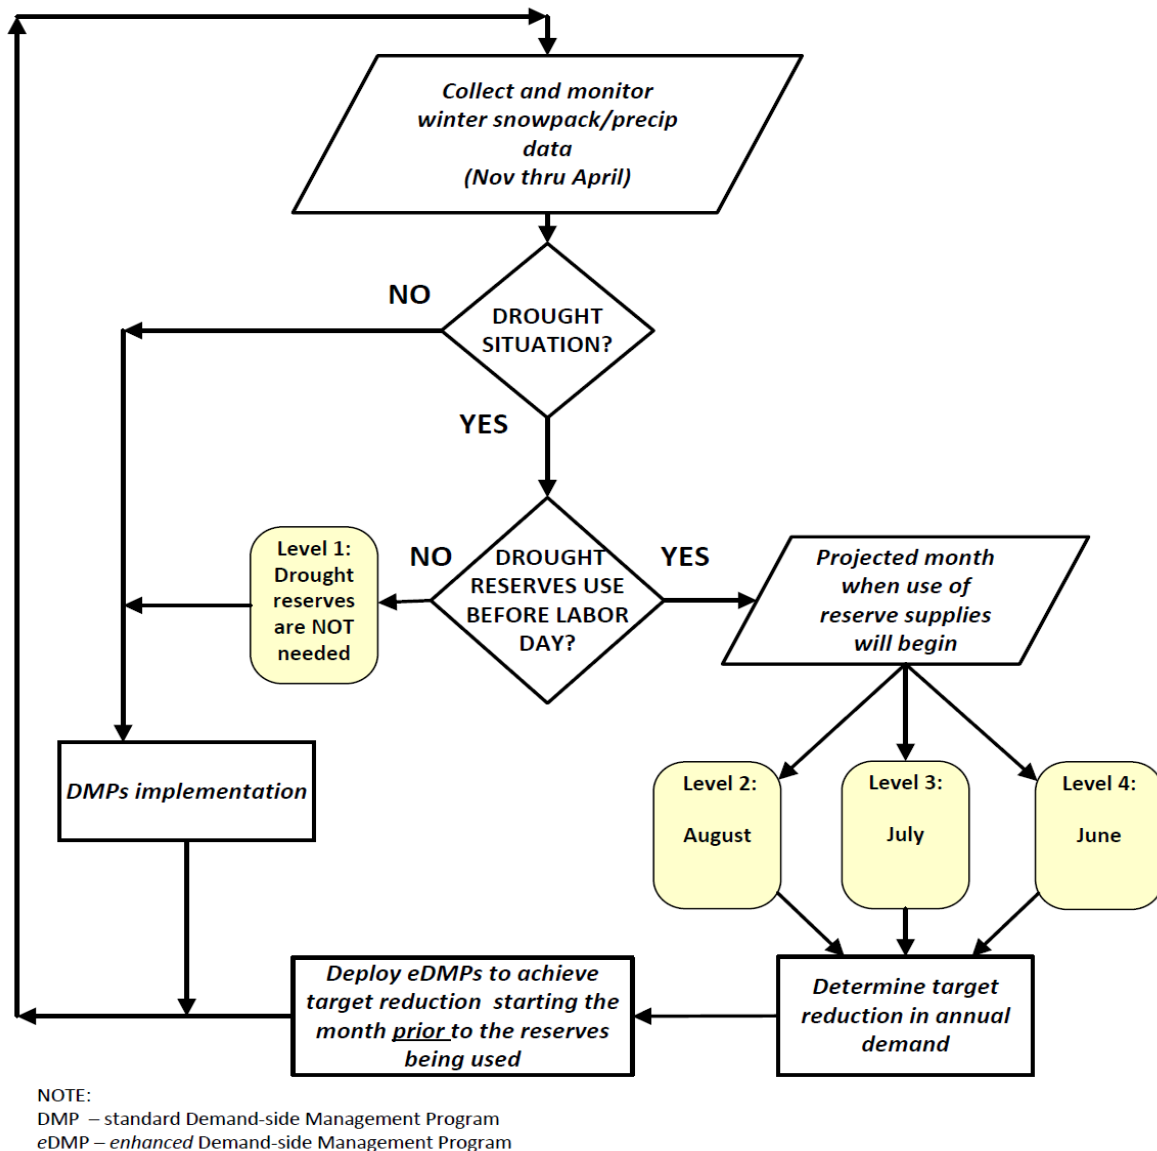 Collect and monitor
winter snowpack/precip
data
(Nov thru April)
NO
DROUGHT
SITUATION?
YES
Level 1:
Drought
reserves
are NOT
needed
NO
DROUGHT
RESERVES USE
BEFORE LABOR
DAY?
YES
Projected month
when use of
reserve supplies
will begin
DMPs implementation
Level 2:
August
Level 3:
July
Level 4:
June
Deploy eDMPs to achieve
target reduction starting the
month prior to the reserves
being used
Determine target
reduction in annual
demand
NOTE:
DMP – standard Demand-side Management Program
eDMP – enhanced Demand-side Management Program